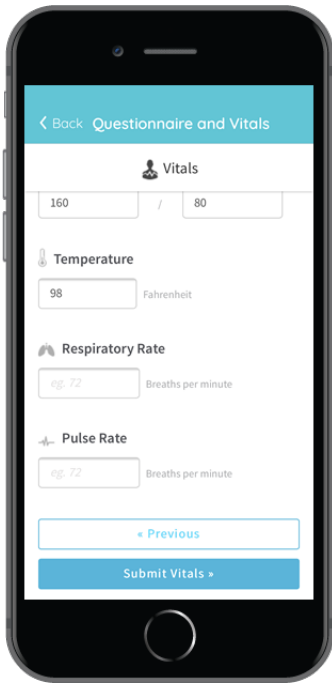 Back Questionnaire and Vitals
Vitals
160 / 80
Temperature
98 Fahrenheit
Respiratory Rate
eg. 72 Breaths per minute
Pulse Rate
eg. 72 Breaths per minute
« Previous
Submit Vitals »